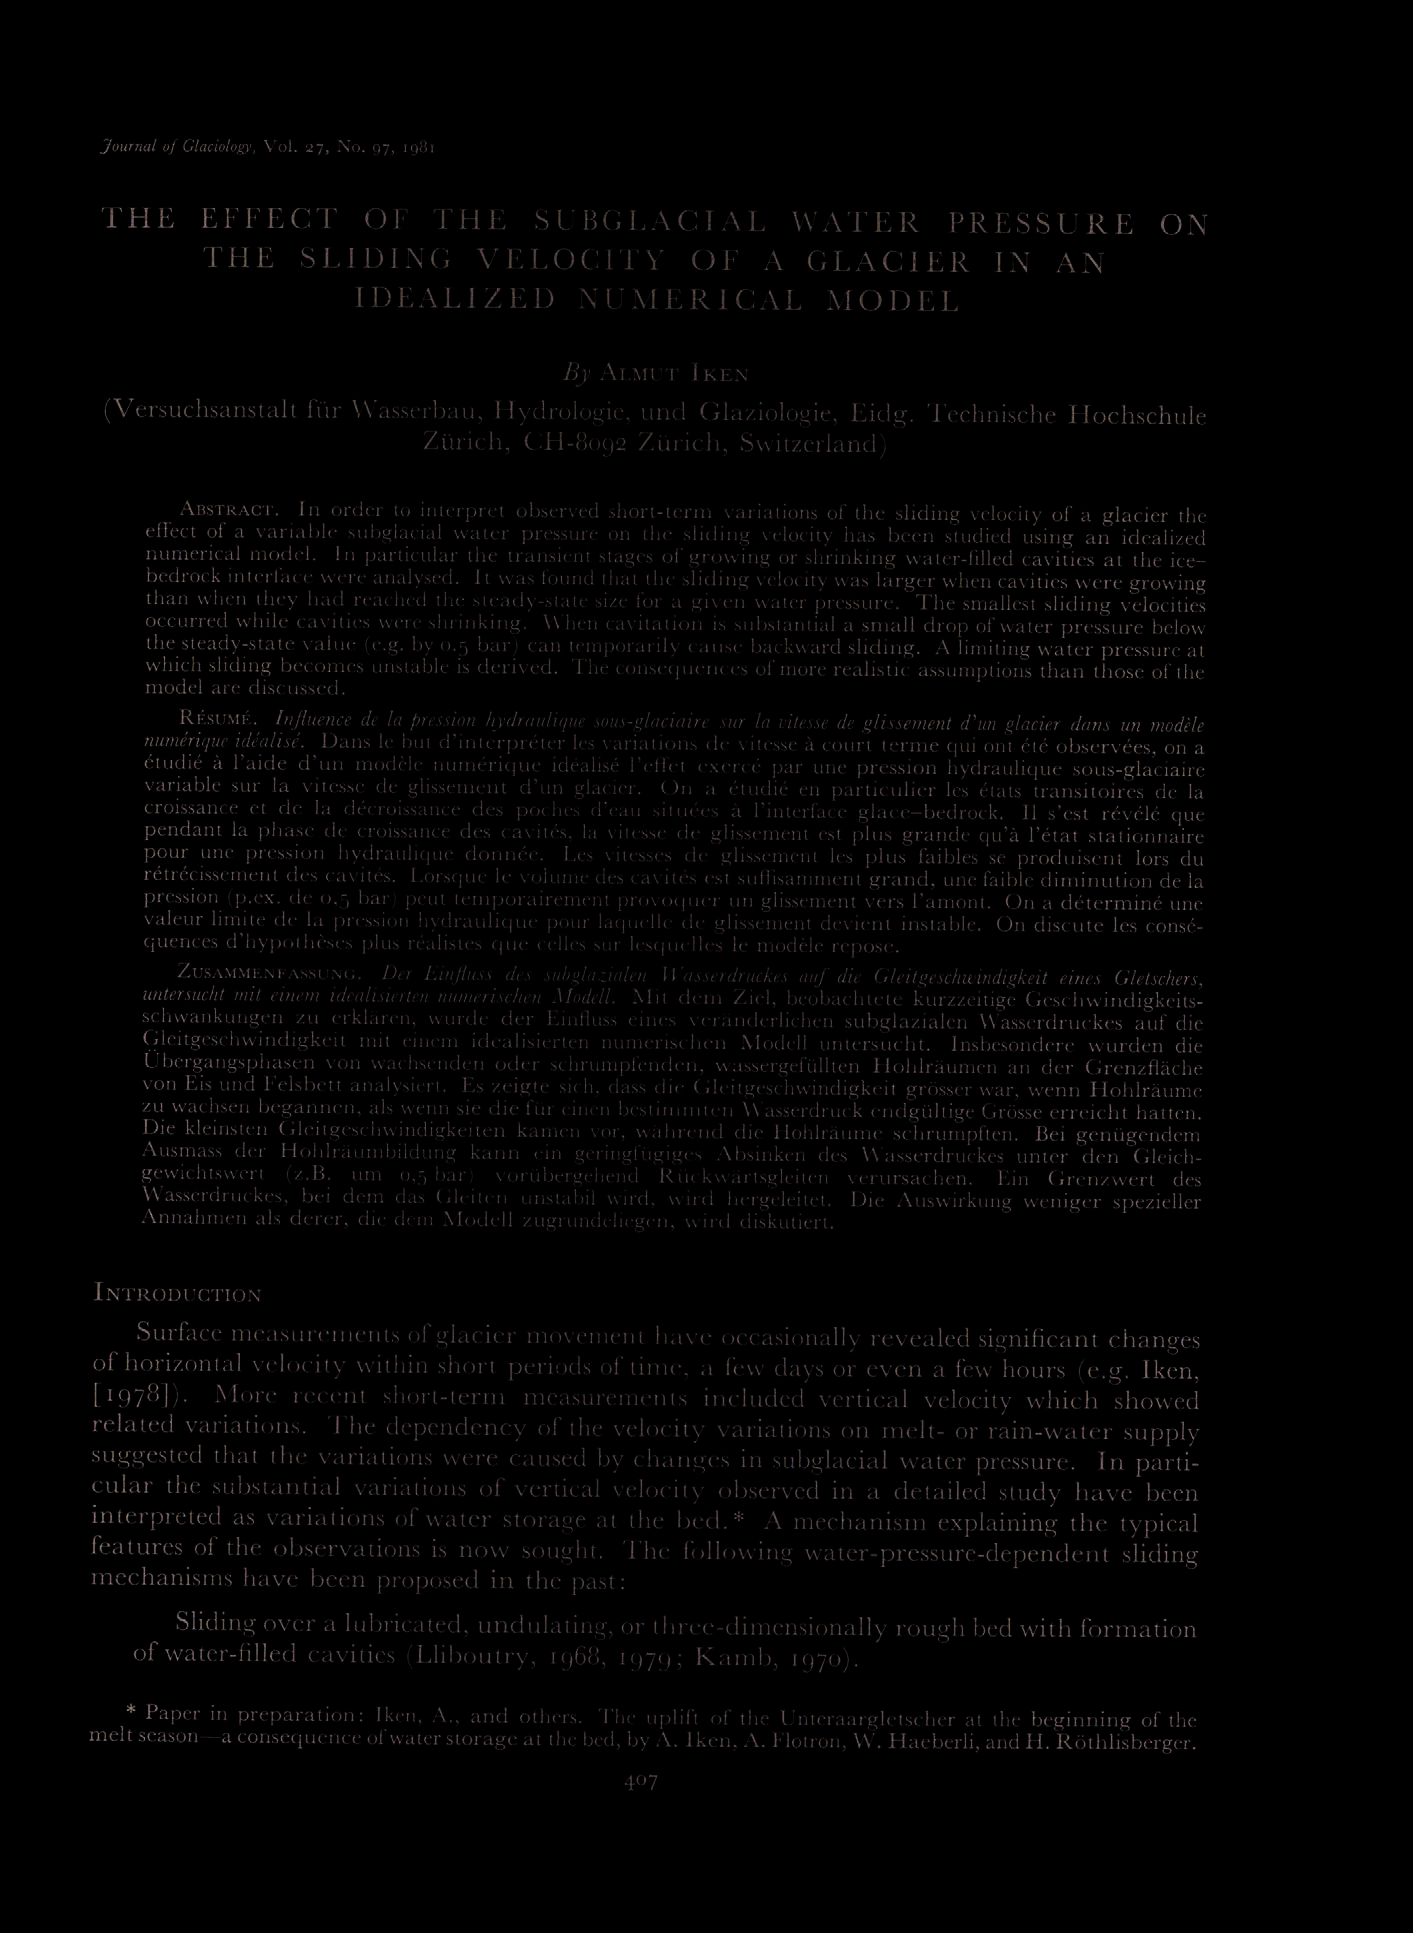 Journal of Glaciology, Vol. 27, No. 97, 1981
THE EFFECT OF THE SUBGLACIAL WATER PRESSURE ON
THE SLIDING VELOCITY OF A GLACIER IN AN
IDEALIZED NUMERICAL MODEL
By ALMUT IKEN
(Versuchsanstalt für Wasserbau, Hydrologie, und Glaziologie, Eidg. Technische Hochschule
Zürich, CH-8092 Zürich, Switzerland)
ABSTRACT. In order to interpret observed short-term variations of the sliding velocity of a glacier the
effect of a variable subglacial water pressure on the sliding velocity has been studied using an idealized
numerical model. In particular the transient stages of growing or shrinking water-filled cavities at the ice–
bedrock interface were analysed. It was found that the sliding velocity was larger when cavities were growing
than when they had reached the steady-state size for a given water pressure. The smallest sliding velocities
occurred while cavities were shrinking. When cavitation is substantial a small drop of water pressure below
the steady-state value (e.g. by 0.5 bar) can temporarily cause backward sliding. A limiting water pressure at
which sliding becomes unstable is derived. The consequences of more realistic assumptions than those of the
model are discussed.
RÉSUMÉ. Influence de la pression hydraulique sous-glaciaire sur la vitesse de glissement d'un glacier dans un modèle
numérique idéalisé. Dans le but d'interpréter les variations de vitesse à court terme qui ont été observées, on a
étudié à l'aide d'un modèle numérique idéalisé l'effet exercé par une pression hydraulique sous-glaciaire
variable sur la vitesse de glissement d'un glacier. On a étudié en particulier les états transitoires de la
croissance et de la décroissance des poches d'eau situées à l'interface glace–bedrock. Il s'est révélé que
pendant la phase de croissance des cavités, la vitesse de glissement est plus grande qu'à l'état stationnaire
pour une pression hydraulique donnée. Les vitesses de glissement les plus faibles se produisent lors du
rétrécissement des cavités. Lorsque le volume des cavités est suffisamment grand, une faible diminution de la
pression (p.ex. de 0.5 bar) peut temporairement provoquer un glissement vers l'amont. On a déterminé une
valeur limite de la pression hydraulique pour laquelle de glissement devient instable. On discute les consé-
quences d'hypothèses plus réalistes que celles sur lesquelles le modèle repose.
ZUSAMMENFASSUNG. Der Einfluss des subglazialen Wasserdruckes auf die Gleitgeschwindigkeit eines Gletschers,
untersucht mit einem idealisierten numerischen Modell. Mit dem Ziel, beobachtete kurzzeitige Geschwindigkeits-
schwankungen zu erklären, wurde der Einfluss eines veränderlichen subglazialen Wasserdruckes auf die
Gleitgeschwindigkeit mit einem idealisierten numerischen Modell untersucht. Insbesondere wurden die
Übergangsphasen von wachsenden oder schrumpfenden, wassergefüllten Hohlräumen an der Grenzfläche
von Eis und Felsbett analysiert. Es zeigte sich, dass die Gleitgeschwindigkeit grösser war, wenn Hohlräume
zu wachsen begannen, als wenn sie die für einen bestimmten Wasserdruck endgültige Grösse erreicht hatten.
Die kleinsten Gleitgeschwindigkeiten kamen vor, während die Hohlräume schrumpften. Bei genügendem
Ausmass der Hohlraumbildung kann ein geringfügiges Absinken des Wasserdruckes unter den Gleich-
gewichtswert (z.B. um 0,5 bar) vorübergehend Rückwärtsgleiten verursachen. Ein Grenzwert des
Wasserdruckes, bei dem das Gleiten unstabil wird, wird hergeleitet. Die Auswirkung weniger spezieller
Annahmen als derer, die dem Modell zugrundeliegen, wird diskutiert.
INTRODUCTION
Surface measurements of glacier movement have occasionally revealed significant changes
of horizontal velocity within short periods of time, a few days or even a few hours (e.g. Iken,
[1978]). More recent short-term measurements included vertical velocity which showed
related variations. The dependency of the velocity variations on melt- or rain-water supply
suggested that the variations were caused by changes in subglacial water pressure. In parti-
cular the substantial variations of vertical velocity observed in a detailed study have been
interpreted as variations of water storage at the bed.* A mechanism explaining the typical
features of the observations is now sought. The following water-pressure-dependent sliding
mechanisms have been proposed in the past:
Sliding over a lubricated, undulating, or three-dimensionally rough bed with formation
of water-filled cavities (Lliboutry, 1968, 1979; Kamb, 1970).
* Paper in preparation: Iken, A., and others. The uplift of the Unteraargletscher at the beginning of the
melt season—a consequence of water storage at the bed, by A. Iken, A. Flotron, W. Haeberli, and H. Röthlisberger.
407